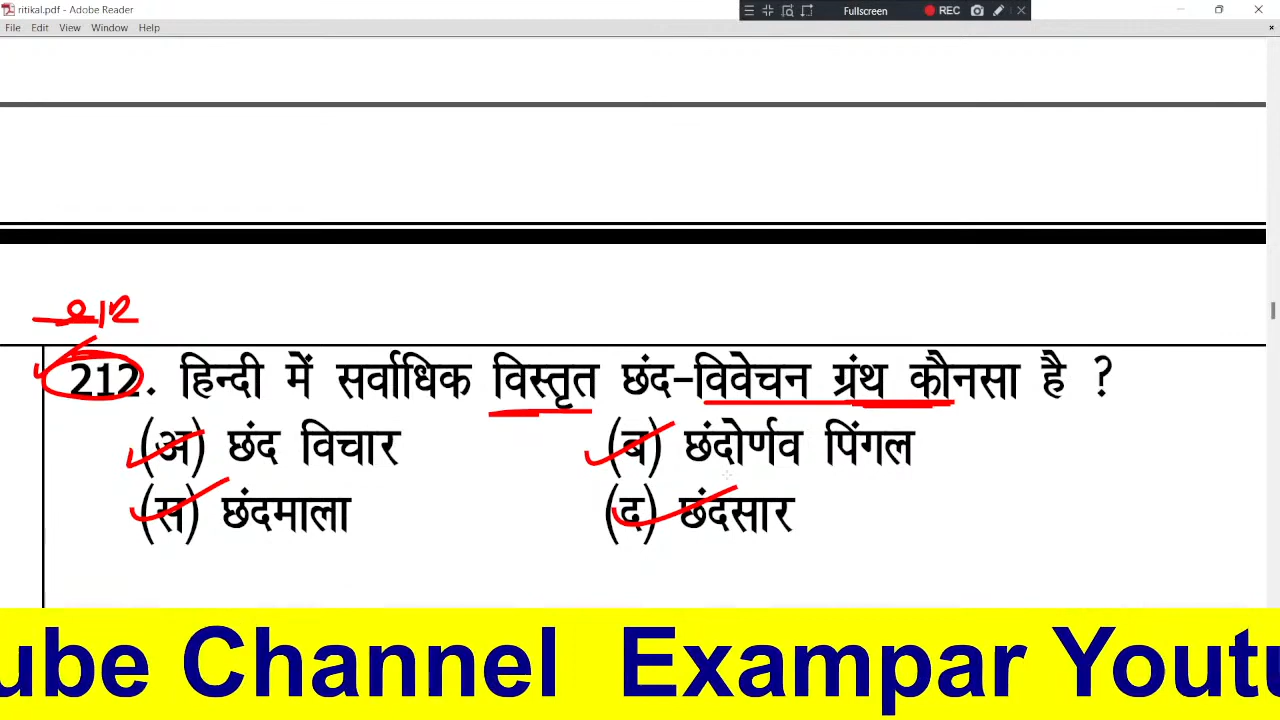 ritikal.pdf - Adobe Reader
Fullscreen REC
File Edit View Window Help
212
212. हिन्दी में सर्वाधिक विस्तृत छंद-विवेचन ग्रंथ कौनसा है ?
(अ) छंद विचार (ब) छंदोर्णव पिंगल
(स) छंदमाला (द) छंदसार
ube Channel Exampar Youtu